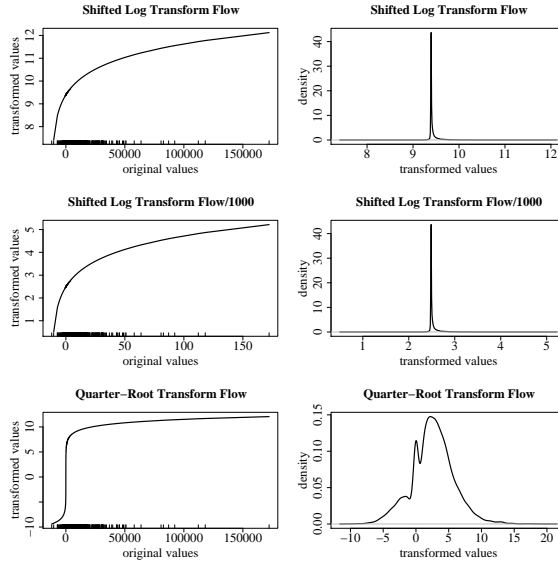 Shifted Log Transform Flow
transformed values
8 9 10 11 12
0 50000 100000 150000
original values
Shifted Log Transform Flow
density
0 10 20 30 40
8 9 10 11 12
transformed values
Shifted Log Transform Flow/1000
transformed values
1 2 3 4 5
0 50 100 150
original values
Shifted Log Transform Flow/1000
density
0 10 20 30 40
1 2 3 4 5
transformed values
Quarter−Root Transform Flow
transformed values
−10 0 5 10
0 50000 100000 150000
original values
Quarter−Root Transform Flow
density
0.00 0.05 0.10 0.15
−10 −5 0 5 10 15 20
transformed values